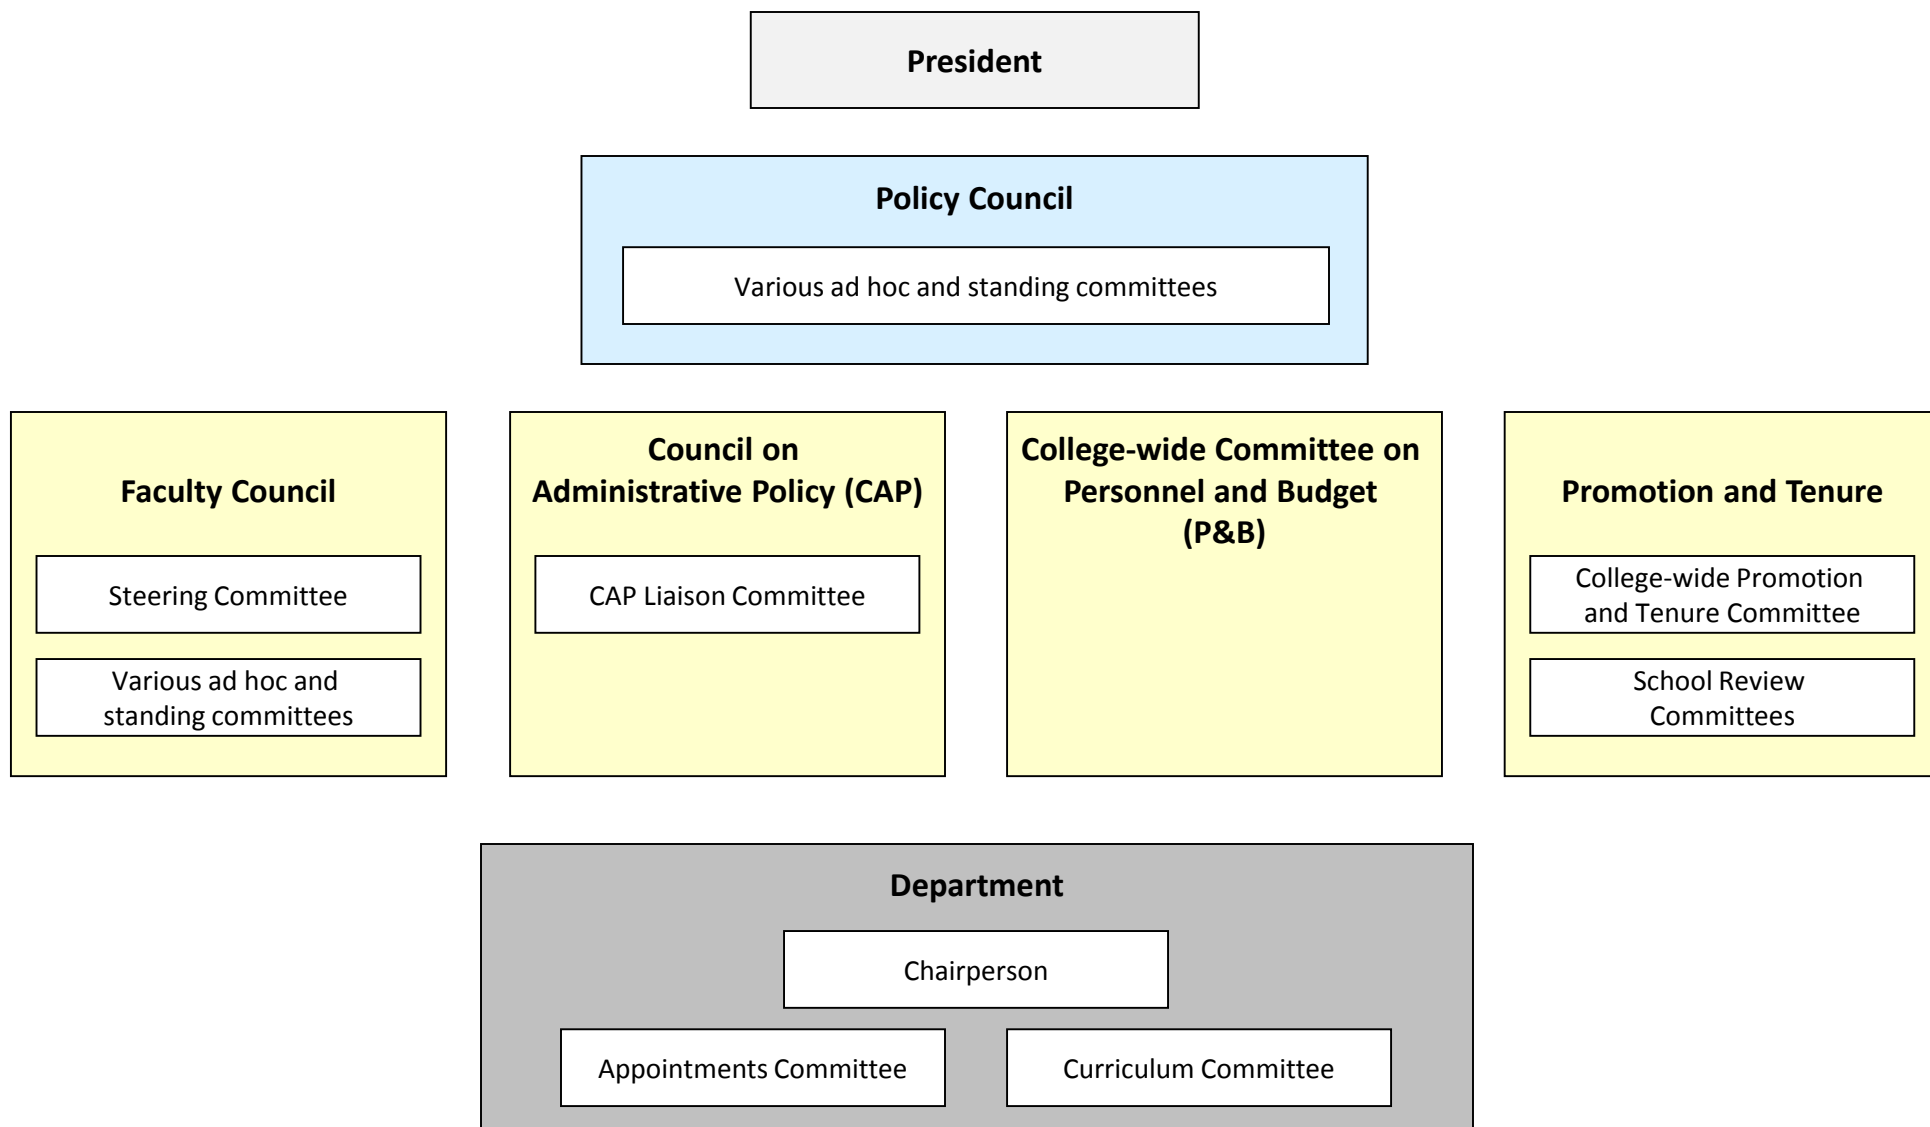 President
Policy Council
Various ad hoc and standing committees
Faculty Council
Steering Committee
Various ad hoc and
standing committees
Council on
Administrative Policy (CAP)
CAP Liaison Committee
College-wide Committee on
Personnel and Budget
(P&B)
Promotion and Tenure
College-wide Promotion
and Tenure Committee
School Review
Committees
Department
Chairperson
Appointments Committee
Curriculum Committee